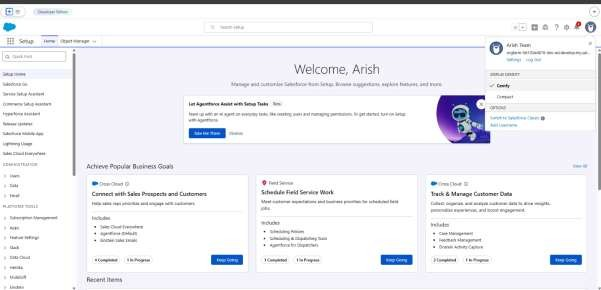 Developer Edition
Search Setup
Setup
Home
Object Manager
Quick Find
Setup Home
Salesforce Go
Service Setup Assistant
Commerce Setup Assistant
Hyperforce Assistant
Release Updates
Salesforce Mobile App
Lightning Usage
Sales Cloud Everywhere
ADMINISTRATION
Users
Data
Email
PLATFORM TOOLS
Subscription Management
Apps
Feature Settings
Slack
Data Cloud
Heroku
MuleSoft
Einstein
Welcome, Arish
Manage and customize Salesforce from Setup. Browse suggestions, explore features, and more.
Let Agentforce Assist with Setup Tasks
New
Team up with an AI agent on everyday tasks, like creating users and managing permissions. To get started, turn on Setup
with Agentforce.
Take Me There
Dismiss
Arish Team
Settings
Log Out
DISPLAY DENSITY
Comfy
Compact
OPTIONS
Switch to Salesforce Classic
Add Username
Achieve Popular Business Goals
View All
Cross Cloud
Connect with Sales Prospects and Customers
Help sales reps prioritize and engage with customers
Includes
Sales Cloud Everywhere
Agentforce (Default)
Einstein Sales Emails
4 Completed
1 In Progress
Keep Going
Field Service
Schedule Field Service Work
Meet customer expectations and business priorities for scheduled field
jobs.
Includes
Scheduling Policies
Scheduling & Dispatching Tools
Agentforce for Dispatchers
1 In Progress
Keep Going
Cross Cloud
Track & Manage Customer Data
Collect, organize, and analyze customer data to drive insights,
personalize experiences, and boost engagement.
Includes
Case Management
Feedback Management
Einstein Activity Capture
2 Completed
1 In Progress
Keep Going
Recent Items